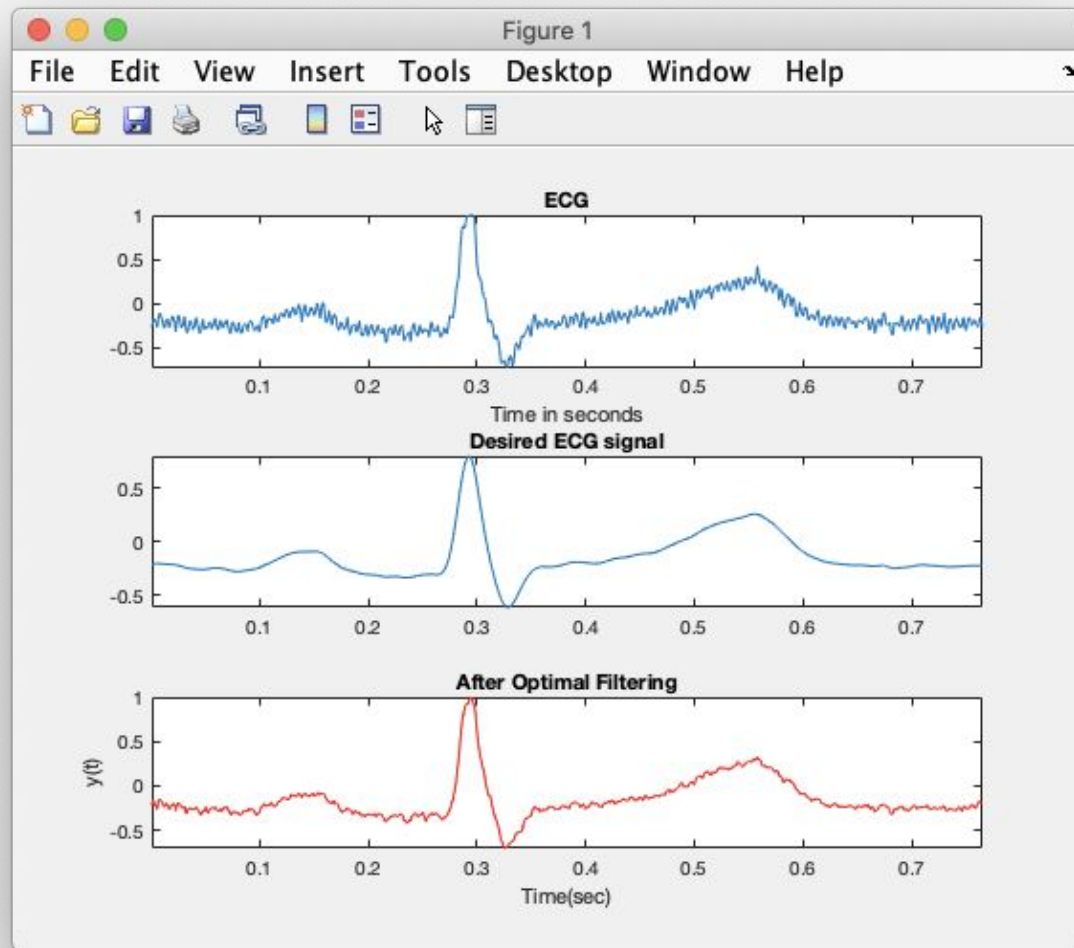 Figure 1
File Edit View Insert Tools Desktop Window Help
ECG
1
0.5
0
-0.5
0.1 0.2 0.3 0.4 0.5 0.6 0.7
Time in seconds
Desired ECG signal
0.5
0
-0.5
0.1 0.2 0.3 0.4 0.5 0.6 0.7
After Optimal Filtering
1
0.5
0
-0.5
y(t)
0.1 0.2 0.3 0.4 0.5 0.6 0.7
Time(sec)